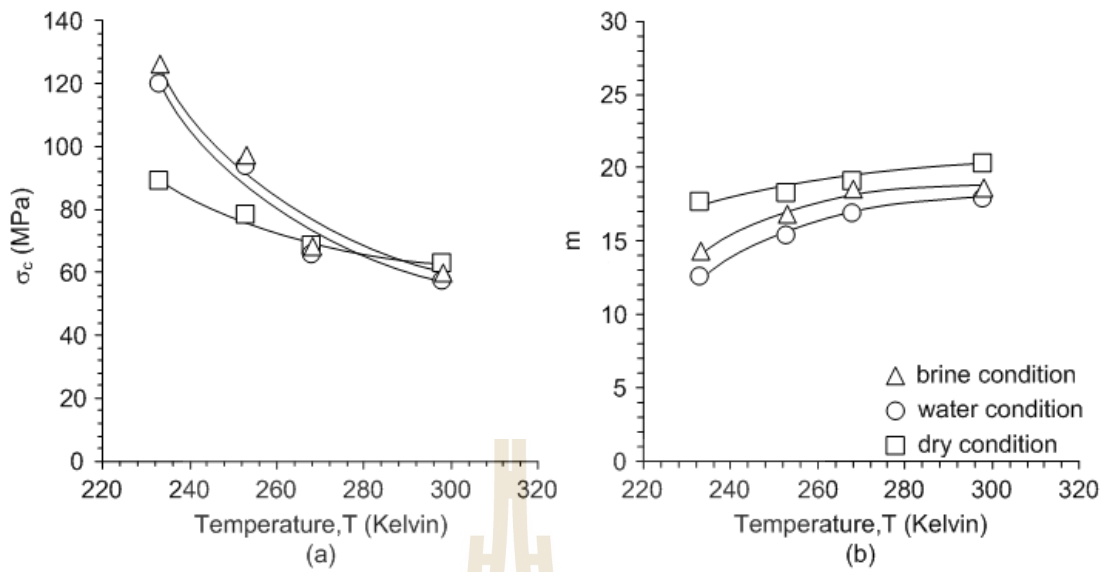 140
120
100
80
60
40
20
0
σc (MPa)
220 240 260 280 300 320
Temperature,T (Kelvin)
(a)
30
25
20
15
10
5
0
m
brine condition
water condition
dry condition
220 240 260 280 300 320
Temperature,T (Kelvin)
(b)